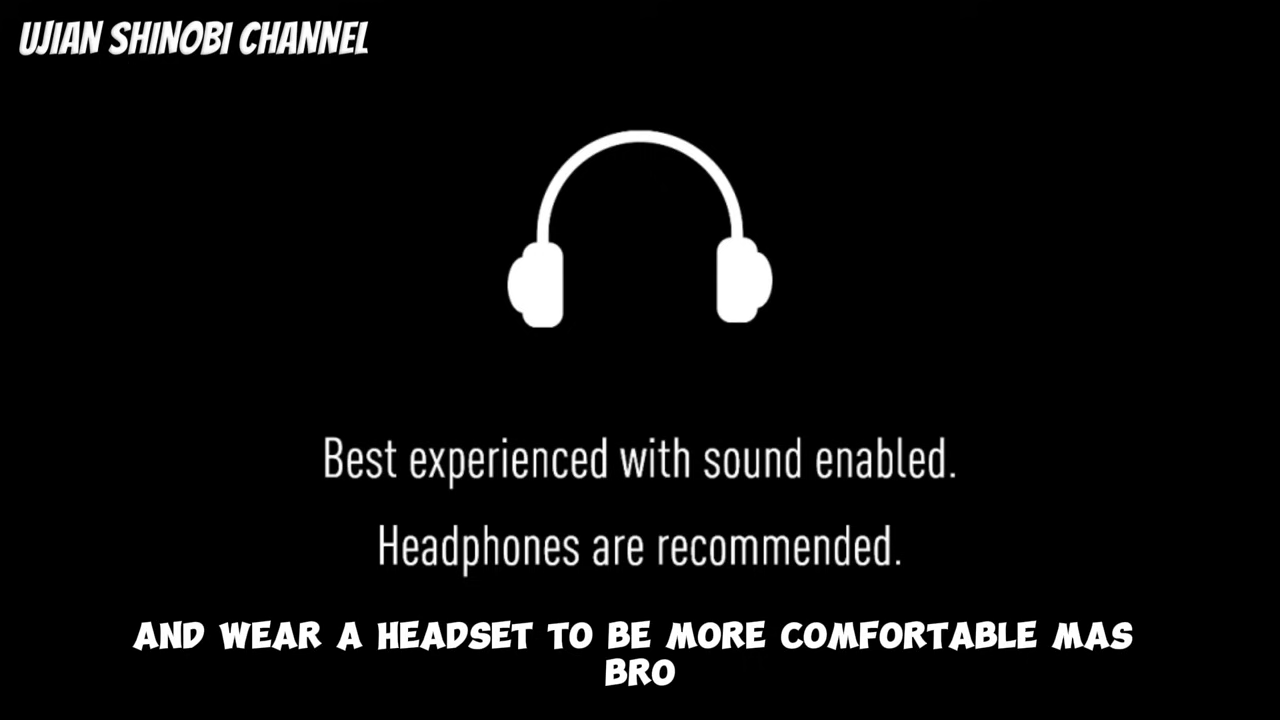 UJIAN SHINOBI CHANNEL
Best experienced with sound enabled.
Headphones are recommended.
AND WEAR A HEADSET TO BE MORE COMFORTABLE MAS
BRO